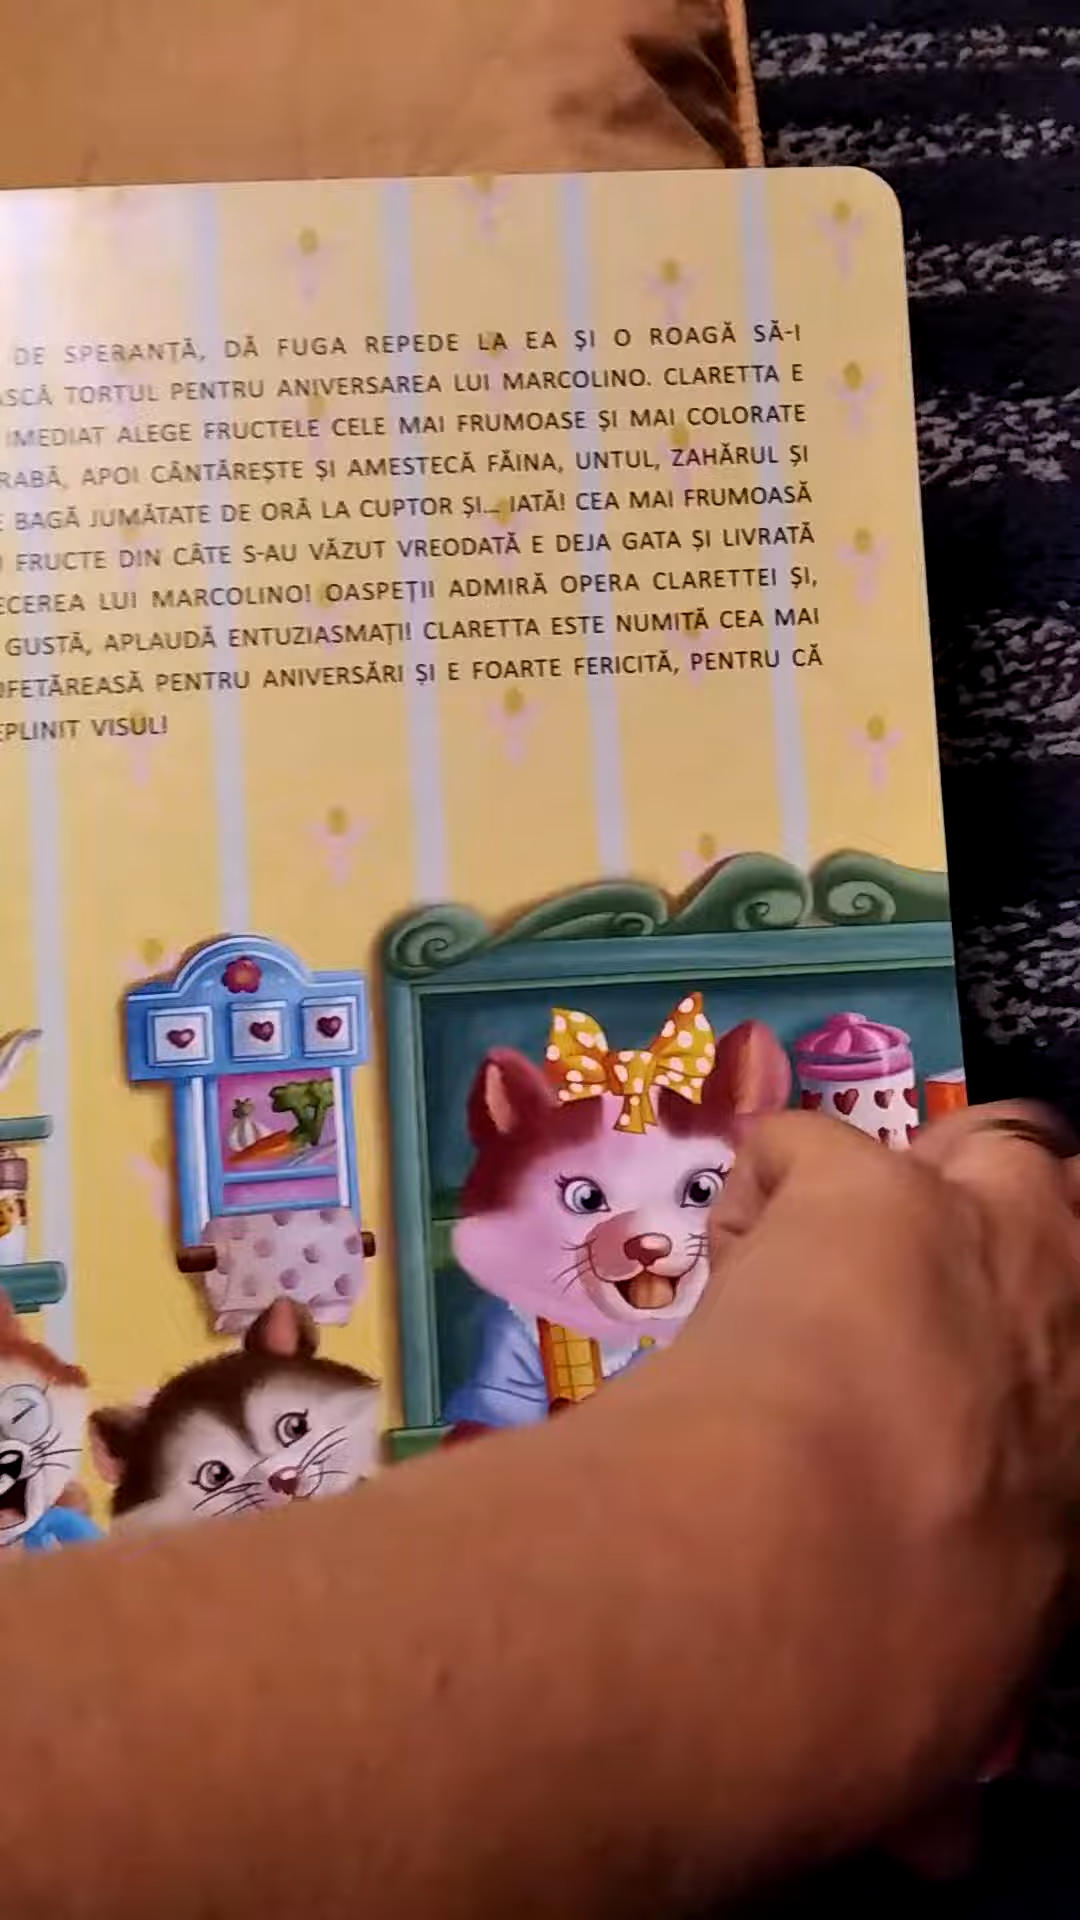 DE SPERANȚĂ, DĂ FUGA REPEDE LA EA ȘI O ROAGĂ SĂ-I
TORTUL PENTRU ANIVERSAREA LUI MARCOLINO. CLARETTA E
IMEDIAT ALEGE FRUCTELE CELE MAI FRUMOASE ȘI MAI COLORATE
APOI CÂNTĂREȘTE ȘI AMESTECĂ FĂINA, UNTUL, ZAHĂRUL ȘI
BAGĂ JUMĂTATE DE ORĂ LA CUPTOR ȘI... IATĂ! CEA MAI FRUMOASĂ
FRUCTE DIN CÂTE S-AU VĂZUT VREODATĂ E DEJA GATA ȘI LIVRATĂ
LUI MARCOLINO! OASPEȚII ADMIRĂ OPERA CLARETTEI ȘI,
GUSTĂ, APLAUDĂ ENTUZIASMAȚI! CLARETTA ESTE NUMITĂ CEA MAI
PENTRU ANIVERSĂRI ȘI E FOARTE FERICITĂ, PENTRU CĂ
VISUL!